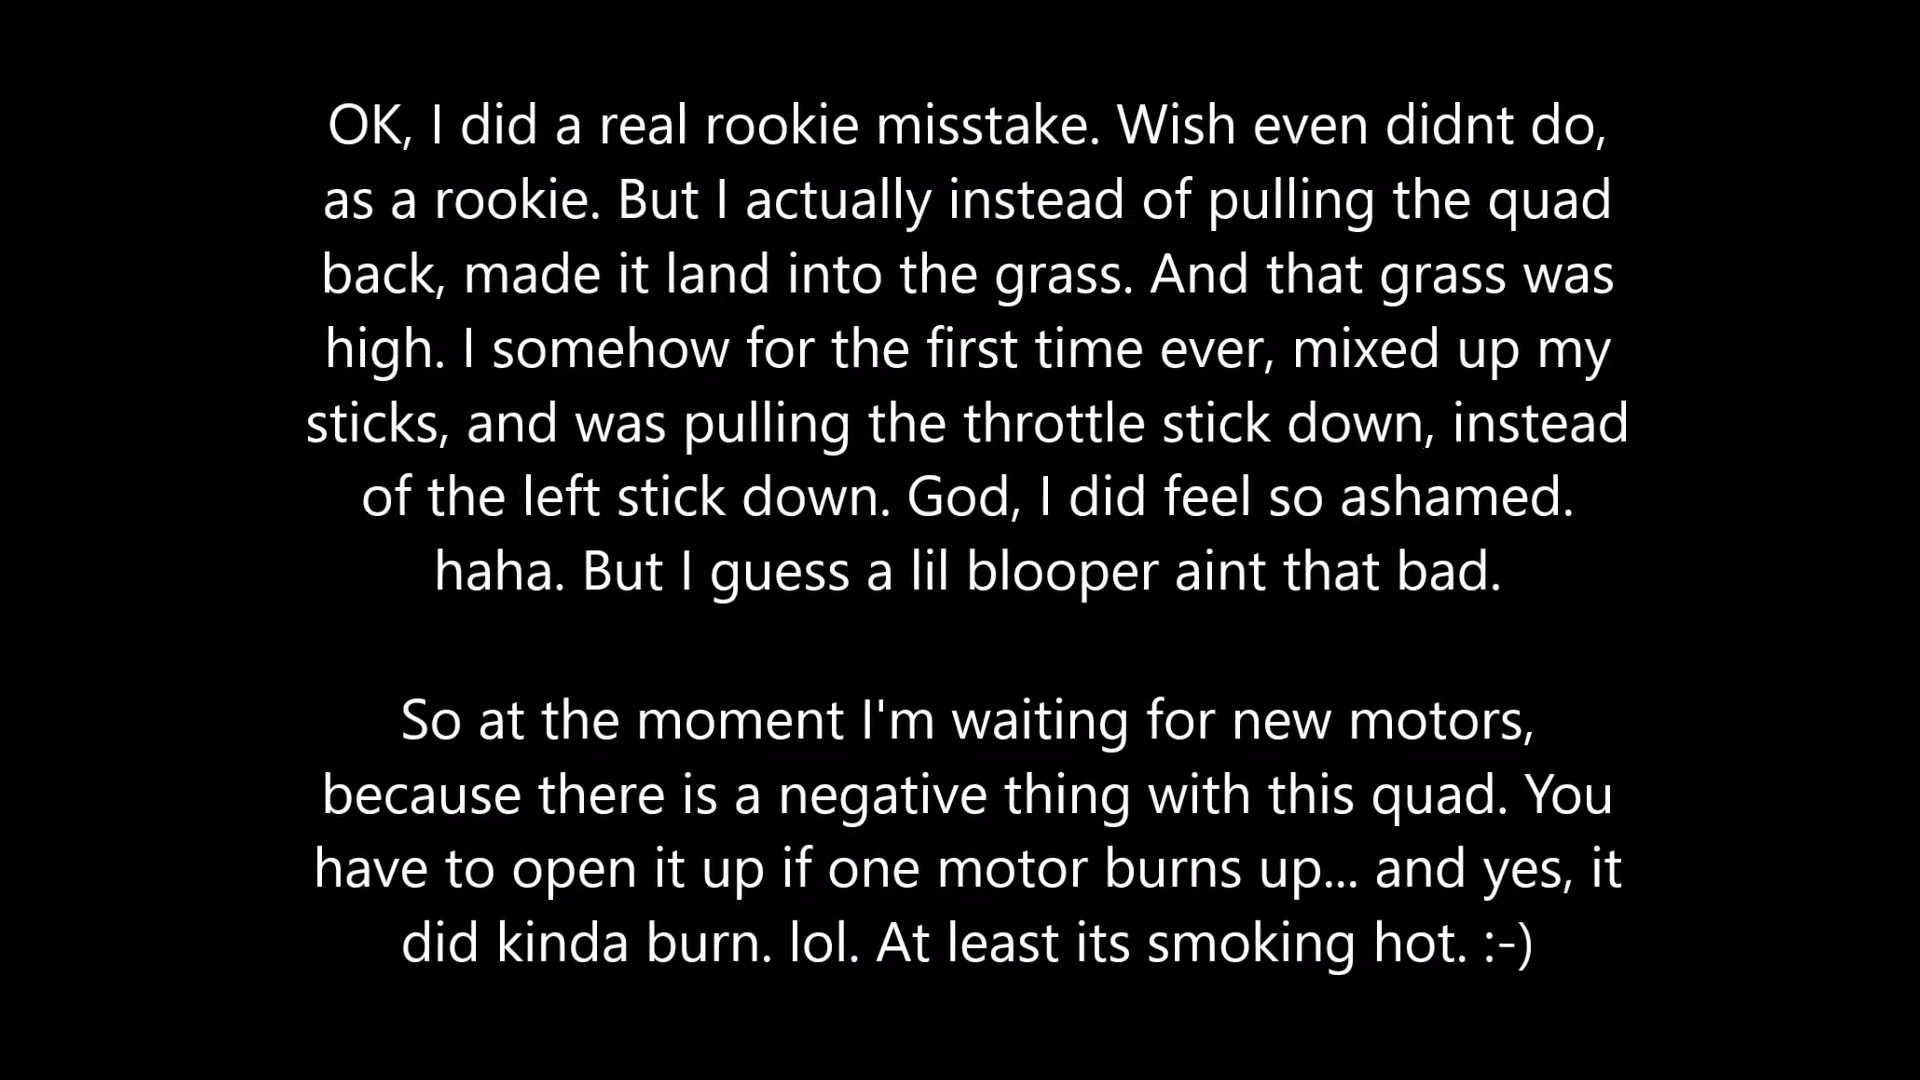 OK, I did a real rookie misstake. Wish even didnt do,
as a rookie. But I actually instead of pulling the quad
back, made it land into the grass. And that grass was
high. I somehow for the first time ever, mixed up my
sticks, and was pulling the throttle stick down, instead
of the left stick down. God, I did feel so ashamed.
haha. But I guess a lil blooper aint that bad.
So at the moment I'm waiting for new motors,
because there is a negative thing with this quad. You
have to open it up if one motor burns up... and yes, it
did kinda burn. lol. At least its smoking hot. :-)